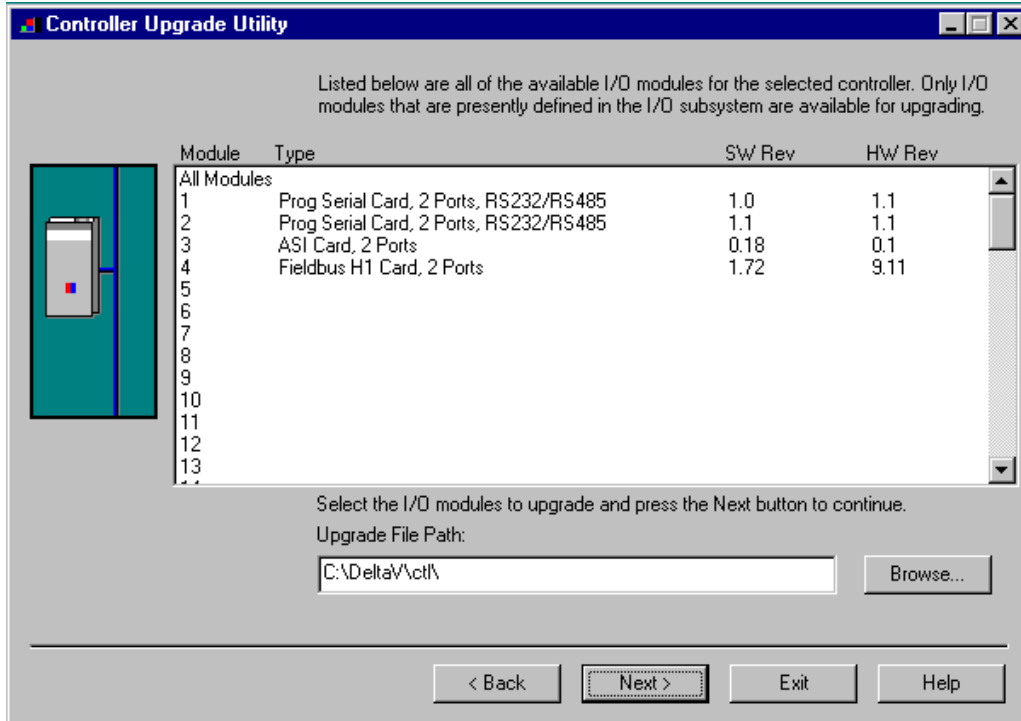 Controller Upgrade Utility
Listed below are all of the available I/O modules for the selected controller. Only I/O
modules that are presently defined in the I/O subsystem are available for upgrading.
Module Type SW Rev HW Rev
All Modules
1 Prog Serial Card, 2 Ports, RS232/RS485 1.0 1.1
2 Prog Serial Card, 2 Ports, RS232/RS485 1.1 1.1
3 ASI Card, 2 Ports 0.18 0.1
4 Fieldbus H1 Card, 2 Ports 1.72 9.11
5
6
7
8
9
10
11
12
13
Select the I/O modules to upgrade and press the Next button to continue.
Upgrade File Path:
C:\DeltaV\ctl\ Browse...
< Back Next > Exit Help